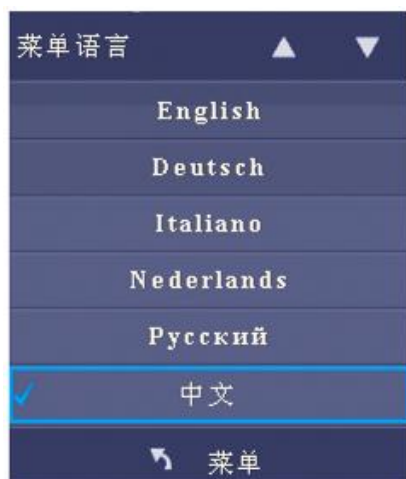 菜单语言
English
Deutsch
Italiano
Nederlands
Русский
中文
菜单